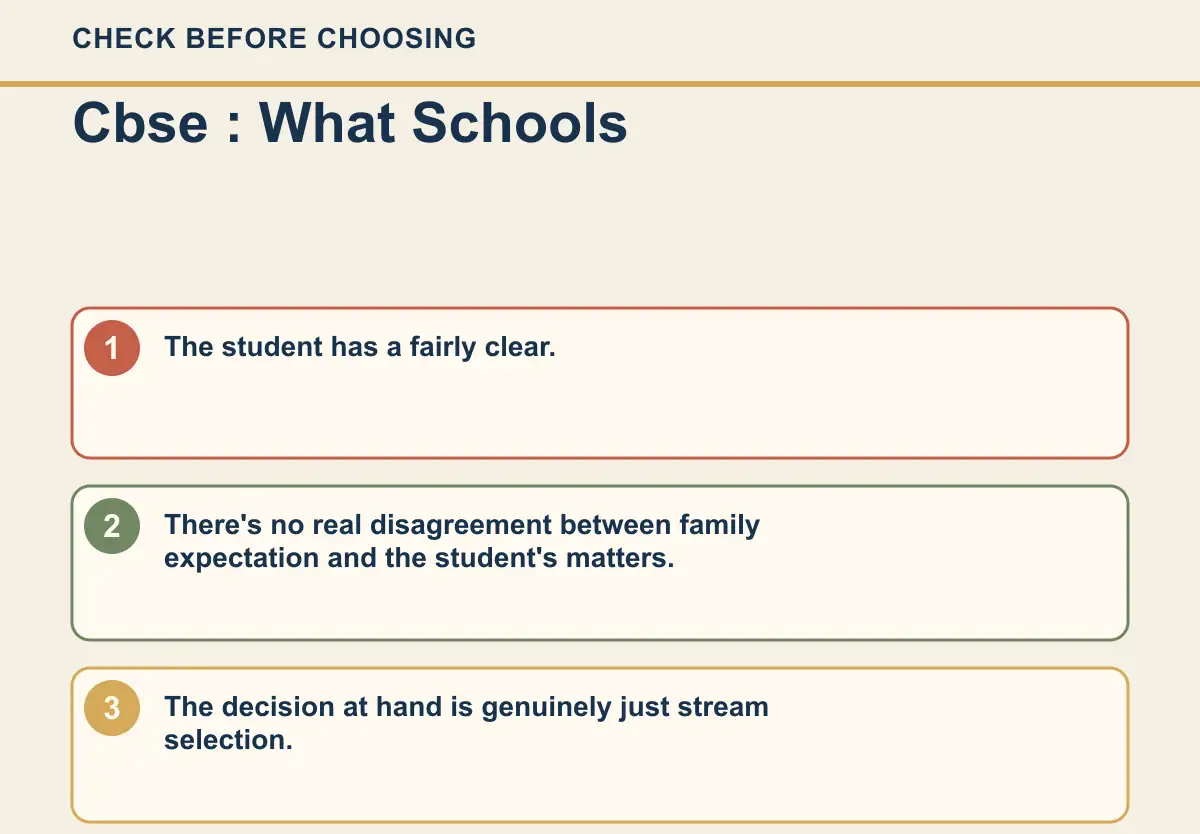 CHECK BEFORE CHOOSING
Cbse : What Schools
1
The student has a fairly clear.
2
There's no real disagreement between family
expectation and the student's matters.
3
The decision at hand is genuinely just stream
selection.